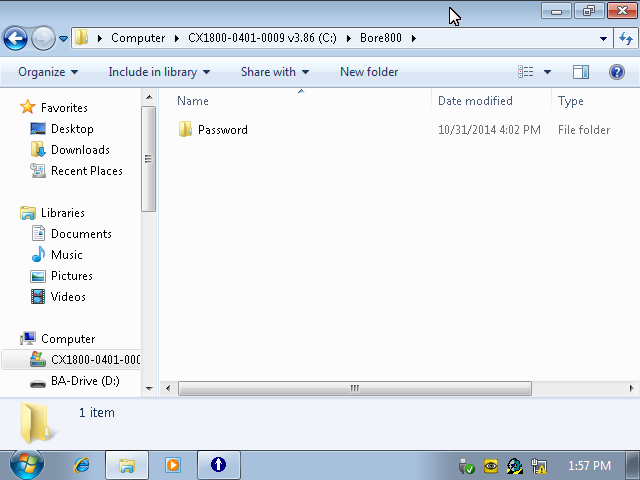 Computer CX1800-0401-0009 v3.86 (C:) Bore800
Organize Include in library Share with New folder
Name Date modified Type
Favorites
Desktop
Downloads
Recent Places
Libraries
Documents
Music
Pictures
Videos
Computer
CX1800-0401-000
BA-Drive (D:)
Password 10/31/2014 4:02 PM File folder
1 item
1:57 PM